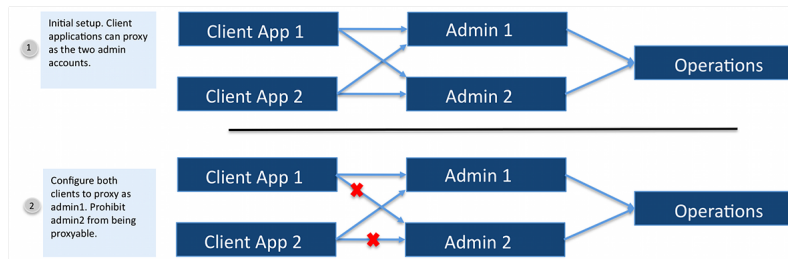 1
Initial setup. Client
applications can proxy
as the two admin
accounts.
Client App 1
Admin 1
Operations
Client App 2
Admin 2
2
Configure both
clients to proxy as
admin1. Prohibit
admin2 from being
proxyable.
Client App 1
Admin 1
Operations
Client App 2
Admin 2